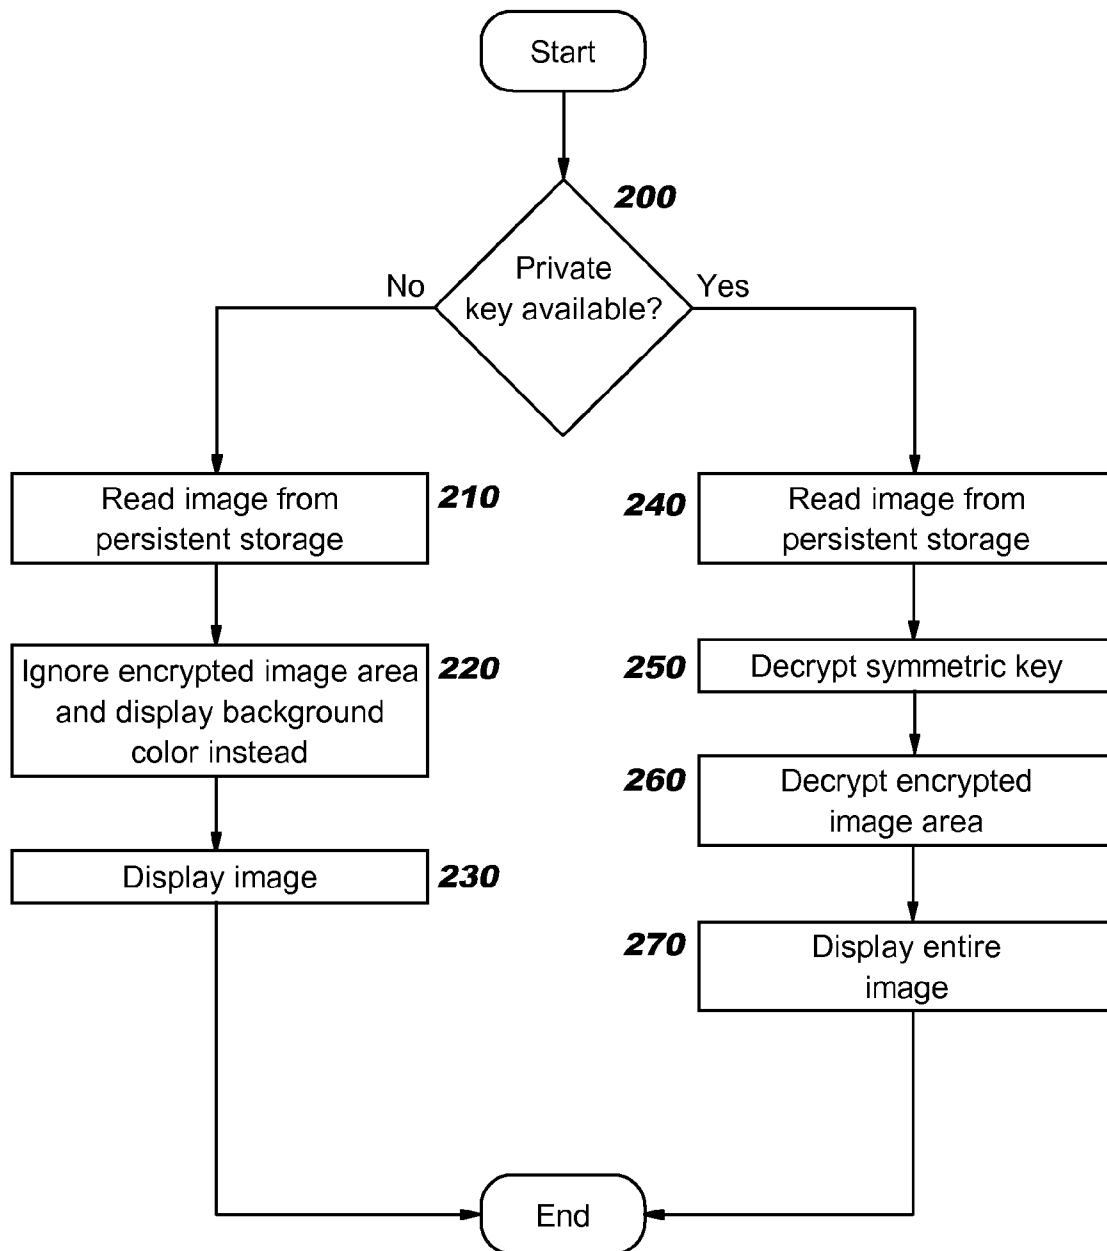 Start
200
Private
key available?
No
Yes
Read image from
persistent storage
210
Ignore encrypted image area
and display background
color instead
220
Display image
230
240
Read image from
persistent storage
250
Decrypt symmetric key
260
Decrypt encrypted
image area
270
Display entire
image
End